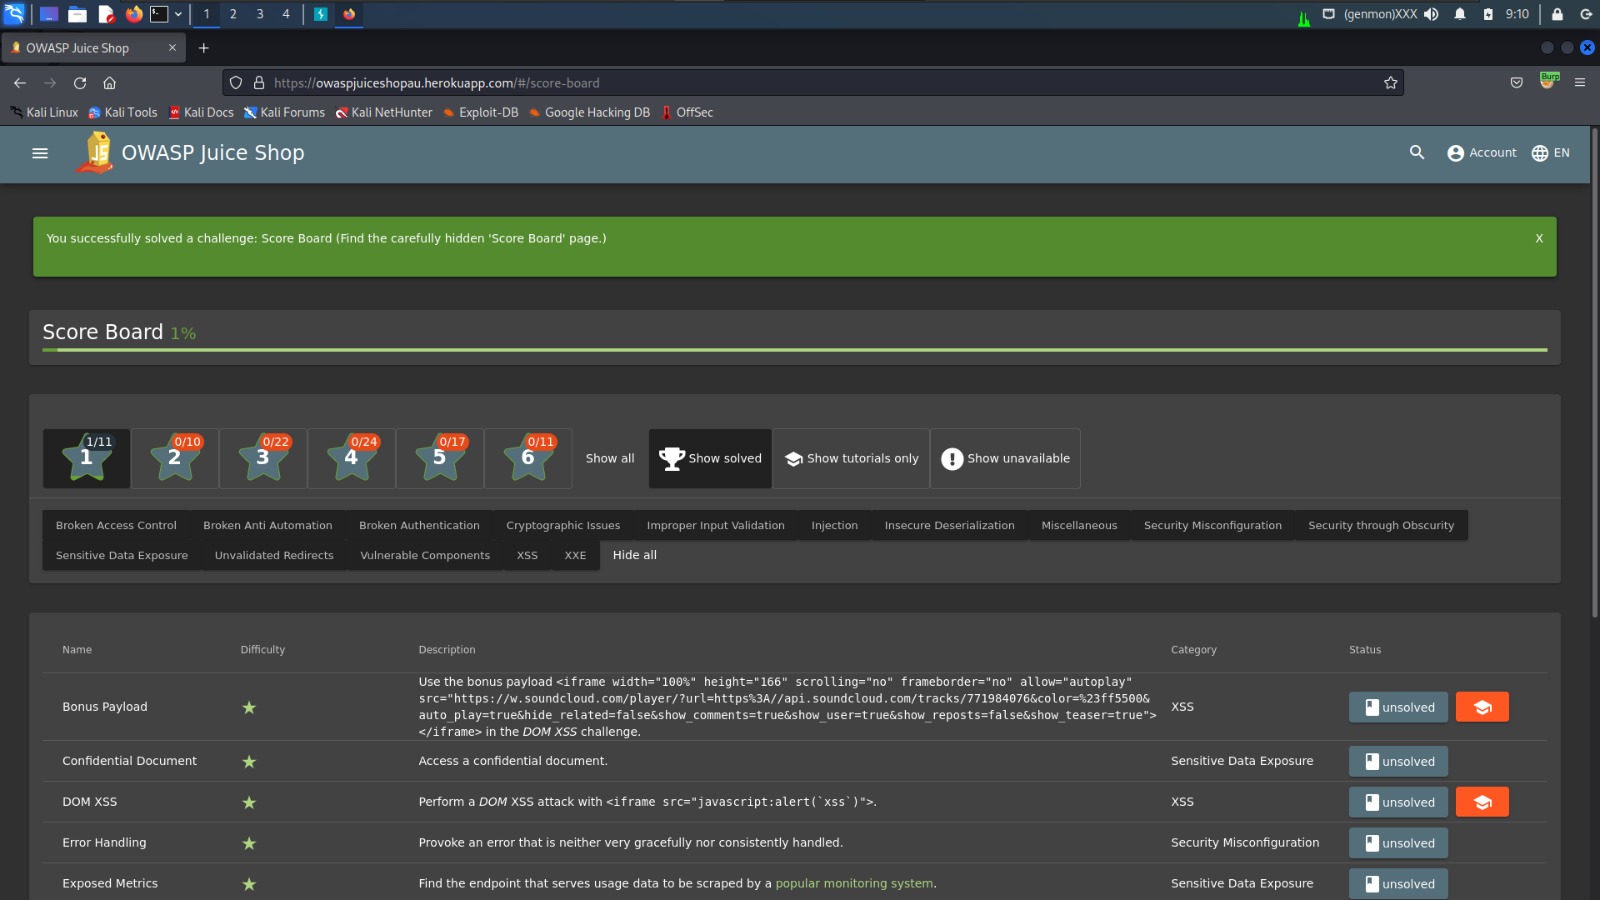 1 2 3 4 (genmon)XXX 9:10
OWASP Juice Shop
https://owaspjuiceshopau.herokuapp.com/#/score-board Burp
Kali Linux Kali Tools Kali Docs Kali Forums Kali NetHunter Exploit-DB Google Hacking DB OffSec
JS OWASP Juice Shop Account EN
You successfully solved a challenge: Score Board (Find the carefully hidden 'Score Board' page.) X
Score Board 1%
1/11 0/10 0/22 0/24 0/17 0/11
1 2 3 4 5 6 Show all Show solved Show tutorials only Show unavailable
Broken Access Control Broken Anti Automation Broken Authentication Cryptographic Issues Improper Input Validation Injection Insecure Deserialization Miscellaneous Security Misconfiguration Security through Obscurity
Sensitive Data Exposure Unvalidated Redirects Vulnerable Components XSS XXE Hide all
Name Difficulty Description Category Status
Use the bonus payload <iframe width="100%" height="166" scrolling="no" frameborder="no" allow="autoplay"
src="https://w.soundcloud.com/player/?url=https%3A//api.soundcloud.com/tracks/771984076&color=%23ff5500&
Bonus Payload auto_play=true&hide_related=false&show_comments=true&show_user=true&show_reposts=false&show_teaser=true"> XSS unsolved
</iframe> in the DOM XSS challenge.
Confidential Document Access a confidential document. Sensitive Data Exposure unsolved
DOM XSS Perform a DOM XSS attack with <iframe src="javascript:alert(`xss`)">. XSS unsolved
Error Handling Provoke an error that is neither very gracefully nor consistently handled. Security Misconfiguration unsolved
Exposed Metrics Find the endpoint that serves usage data to be scraped by a popular monitoring system. Sensitive Data Exposure unsolved